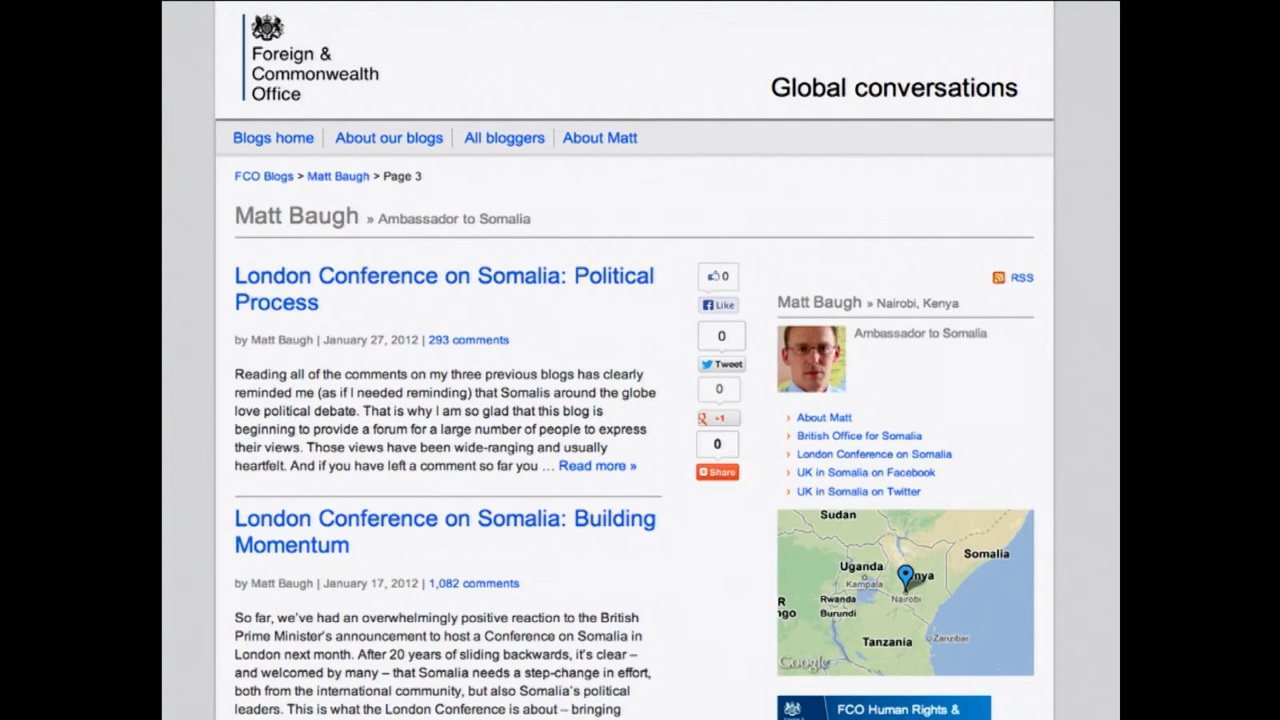 Foreign &
Commonwealth
Office
Global conversations
Blogs home
About our blogs
All bloggers
About Matt
FCO Blogs > Matt Baugh > Page 3
Matt Baugh » Ambassador to Somalia
London Conference on Somalia: Political
Process
by Matt Baugh | January 27, 2012 | 293 comments
Reading all of the comments on my three previous blogs has clearly
reminded me (as if I needed reminding) that Somalis around the globe
love political debate. That is why I am so glad that this blog is
beginning to provide a forum for a large number of people to express
their views. Those views have been wide-ranging and usually
heartfelt. And if you have left a comment so far you … Read more »
London Conference on Somalia: Building
Momentum
by Matt Baugh | January 17, 2012 | 1,082 comments
So far, we've had an overwhelmingly positive reaction to the British
Prime Minister's announcement to host a Conference on Somalia in
London next month. After 20 years of sliding backwards, it's clear –
and welcomed by many – that Somalia needs a step-change in effort,
both from the international community, but also Somalia's political
leaders. This is what the London Conference is about – bringing
0
Like
0
Tweet
0
+1
0
Share
RSS
Matt Baugh » Nairobi, Kenya
Ambassador to Somalia
› About Matt
› British Office for Somalia
› London Conference on Somalia
› UK in Somalia on Facebook
› UK in Somalia on Twitter
Sudan
Somalia
Uganda
nya
Kampala
Nairobi
R
ngo
Rwanda
Burundi
Tanzania
Zanzibar
Google
FCO Human Rights &